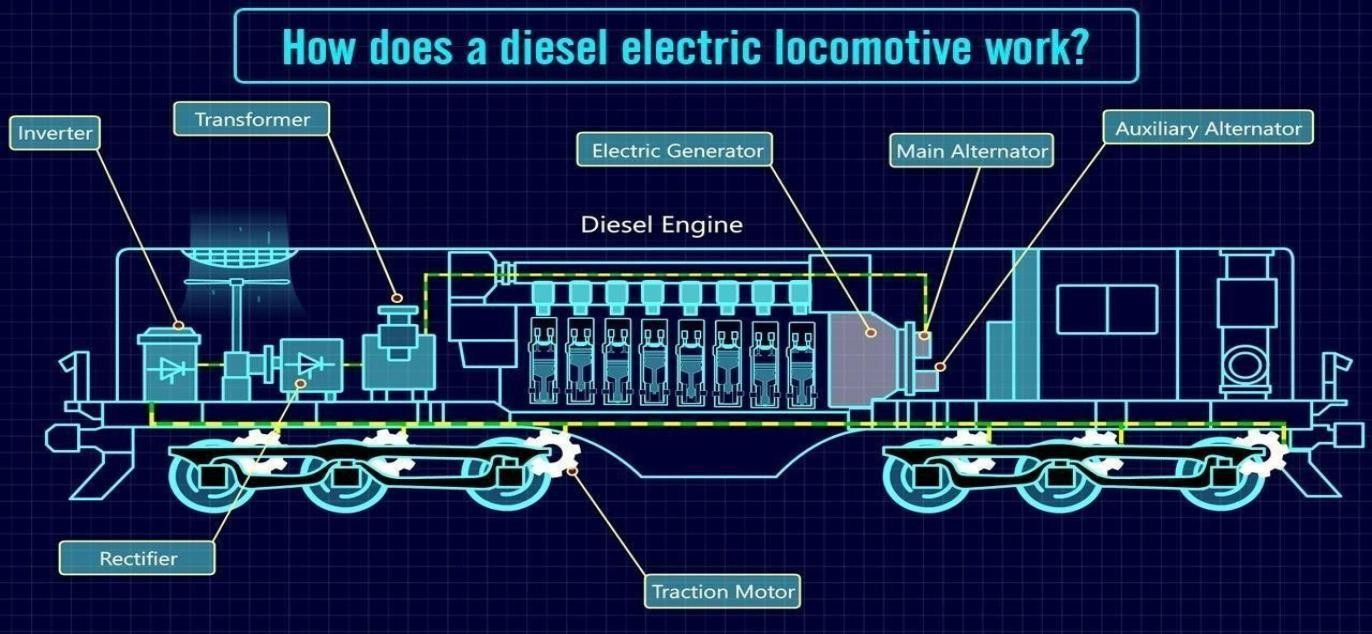 How does a diesel electric locomotive work?
Inverter
Transformer
Electric Generator
Main Alternator
Auxiliary Alternator
Diesel Engine
Rectifier
Traction Motor